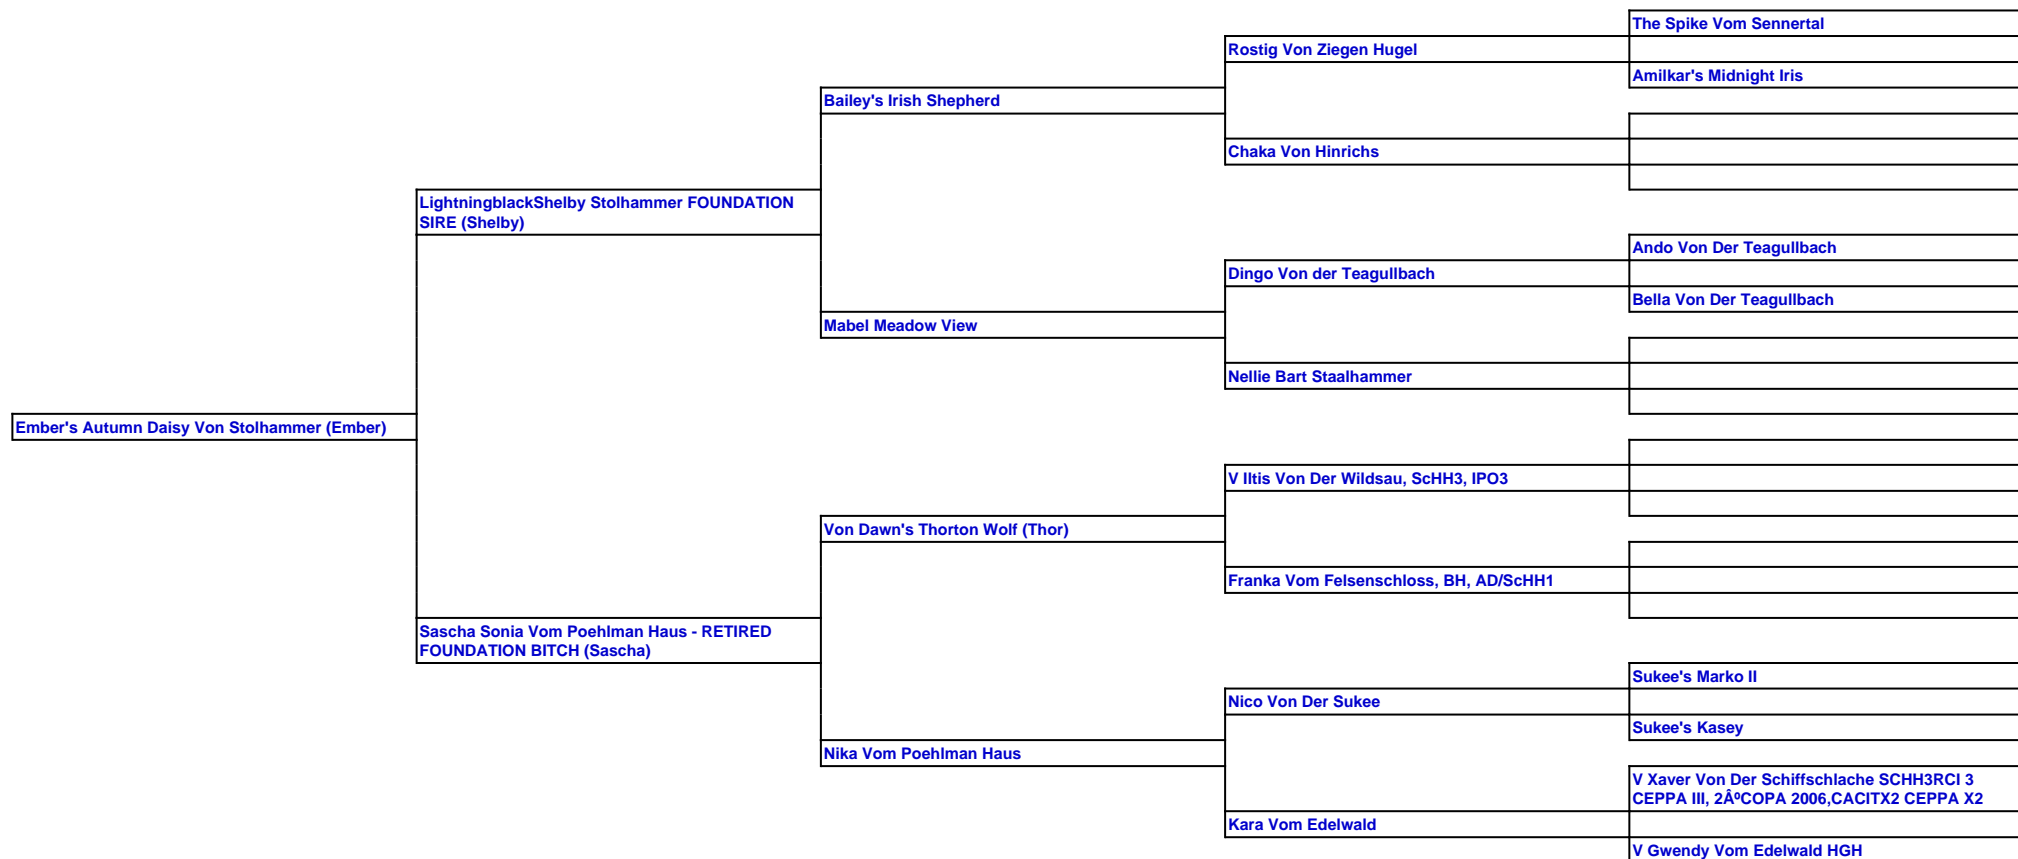 The Spike Vom Sennertal
Rostig Von Ziegen Hugel
Amilkar's Midnight Iris
Bailey's Irish Shepherd
Chaka Von Hinrichs
LightningblackShelby Stolhammer FOUNDATION
SIRE (Shelby)
Ando Von Der Teagullbach
Dingo Von der Teagullbach
Bella Von Der Teagullbach
Mabel Meadow View
Nellie Bart Staalhammer
Ember's Autumn Daisy Von Stolhammer (Ember)
V Iltis Von Der Wildsau, ScHH3, IPO3
Von Dawn's Thorton Wolf (Thor)
Franka Vom Felsenschloss, BH, AD/ScHH1
Sascha Sonia Vom Poehlman Haus - RETIRED
FOUNDATION BITCH (Sascha)
Sukee's Marko II
Nico Von Der Sukee
Sukee's Kasey
Nika Vom Poehlman Haus
V Xaver Von Der Schiffschlache SCHH3RCI 3
CEPPA III, 2ÂºCOPA 2006,CACITX2 CEPPA X2
Kara Vom Edelwald
V Gwendy Vom Edelwald HGH